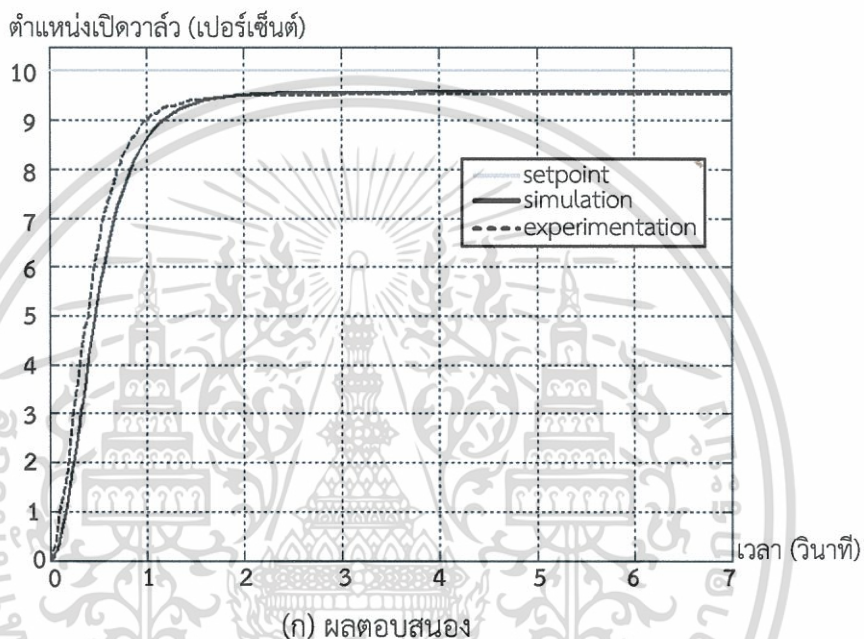 ตำแหน่งเปิดวาล์ว (เปอร์เซ็นต์)
10
9
8
7
6
5
4
3
2
1
0
setpoint
simulation
experimentation
0 1 2 3 4 5 6 7
เวลา (วินาที)
(ก) ผลตอบสนอง